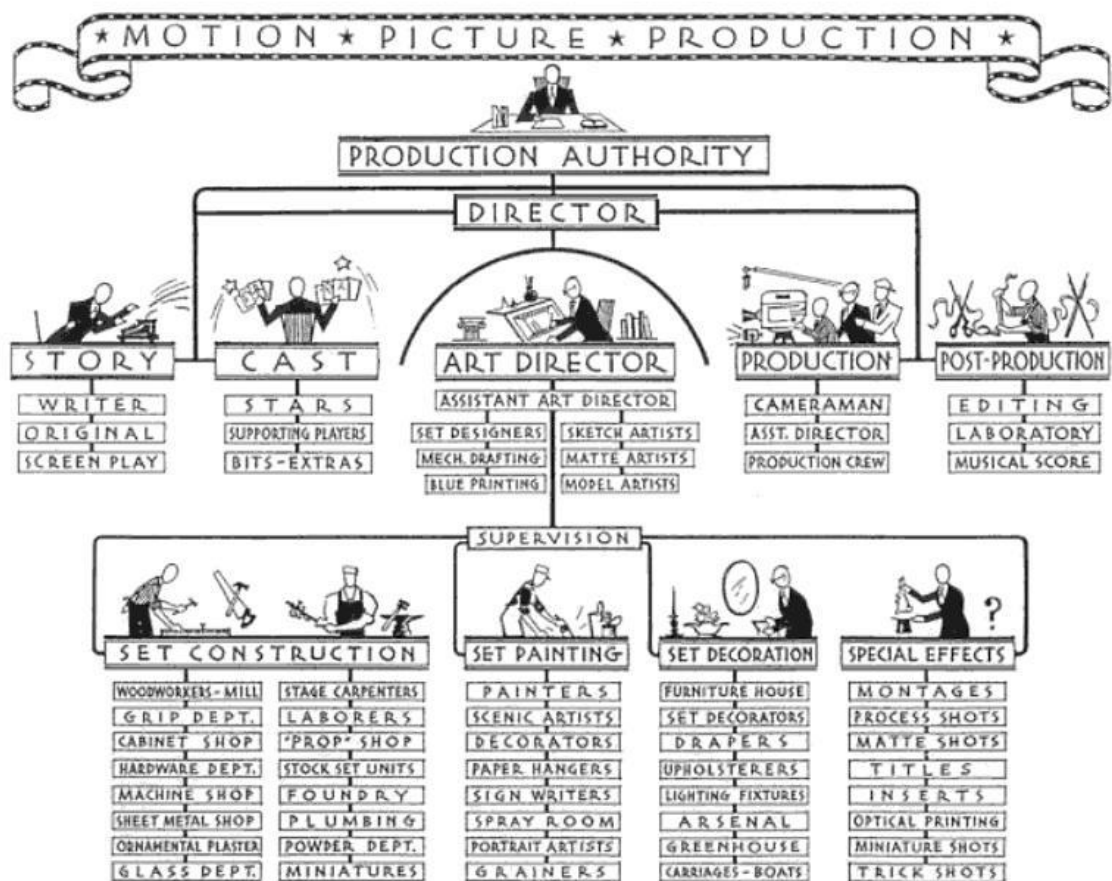 ★ MOTION ★ PICTURE ★ PRODUCTION ★
PRODUCTION AUTHORITY
DIRECTOR
STORY
WRITER
ORIGINAL
SCREEN PLAY
CAST
STARS
SUPPORTING PLAYERS
BITS-EXTRAS
ART DIRECTOR
ASSISTANT ART DIRECTOR
SET DESIGNERS
MECH. DRAFTING
BLUE PRINTING
SKETCH ARTISTS
MATTE ARTISTS
MODEL ARTISTS
PRODUCTION
CAMERAMAN
ASST. DIRECTOR
PRODUCTION CREW
POST-PRODUCTION
EDITING
LABORATORY
MUSICAL SCORE
SUPERVISION
SET CONSTRUCTION
WOODWORKERS-MILL
GRIP DEPT.
CABINET SHOP
HARDWARE DEPT.
MACHINE SHOP
SHEET METAL SHOP
ORNAMENTAL PLASTER
GLASS DEPT.
STAGE CARPENTERS
LABORERS
"PROP" SHOP
STOCK SET UNITS
FOUNDRY
PLUMBING
POWDER DEPT.
MINIATURES
SET PAINTING
PAINTERS
SCENIC ARTISTS
DECORATORS
PAPER HANGERS
SIGN WRITERS
SPRAY ROOM
PORTRAIT ARTISTS
GRAINERS
SET DECORATION
FURNITURE HOUSE
SET DECORATORS
DRAPERS
UPHOLSTERERS
LIGHTING FIXTURES
ARSENAL
GREENHOUSE
CARRIAGES-BOATS
?
SPECIAL EFFECTS
MONTAGES
PROCESS SHOTS
MATTE SHOTS
TITLES
INSERTS
OPTICAL PRINTING
MINIATURE SHOTS
TRICK SHOTS